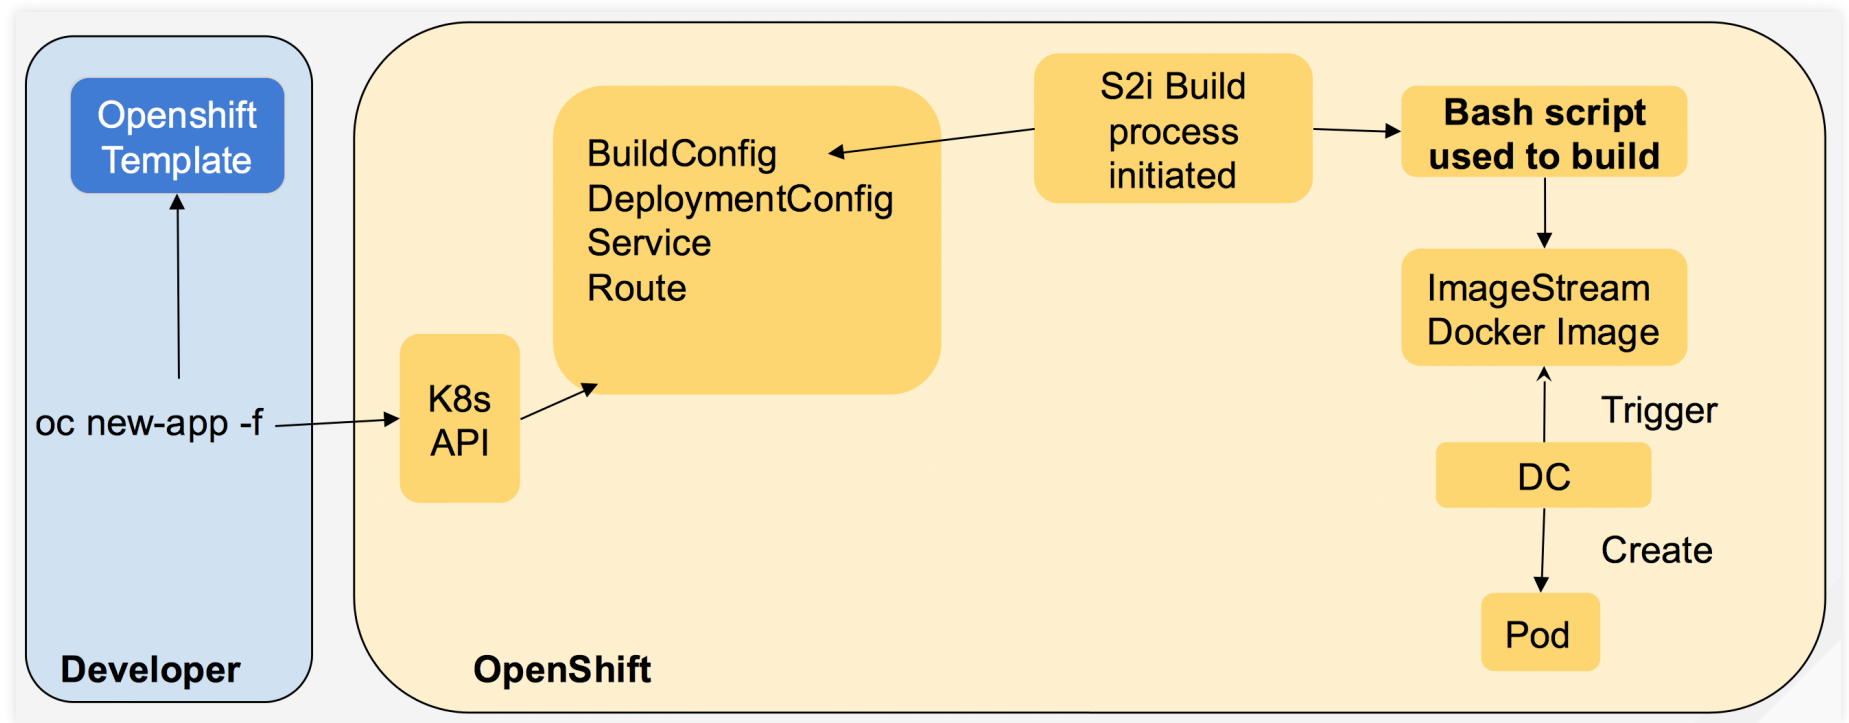 Openshift
Template
oc new-app -f
Developer
K8s
API
BuildConfig
DeploymentConfig
Service
Route
S2i Build
process
initiated
Bash script
used to build
ImageStream
Docker Image
Trigger
DC
Create
Pod
OpenShift